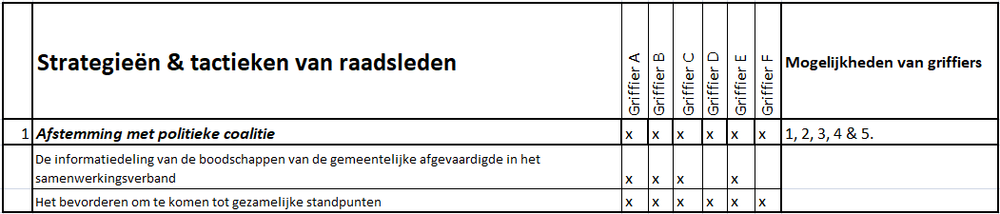 Strategieën & tactieken van raadsleden
Griffier A
Griffier B
Griffier C
Griffier D
Griffier E
Griffier F
Mogelijkheden van griffiers
1 Afstemming met politieke coalitie x x x x x x 1, 2, 3, 4 & 5.
De informatiedeling van de boodschappen van de gemeentelijke afgevaardigde in het
samenwerkingsverband x x x x
Het bevorderen om te komen tot gezamelijke standpunten x x x x x x